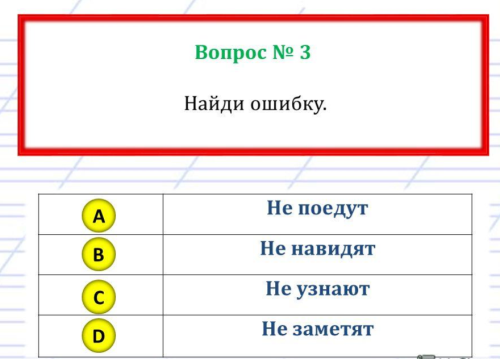 Вопрос № 3
Найди ошибку.
A Не поедут
B Не навидят
C Не узнают
D Не заметят